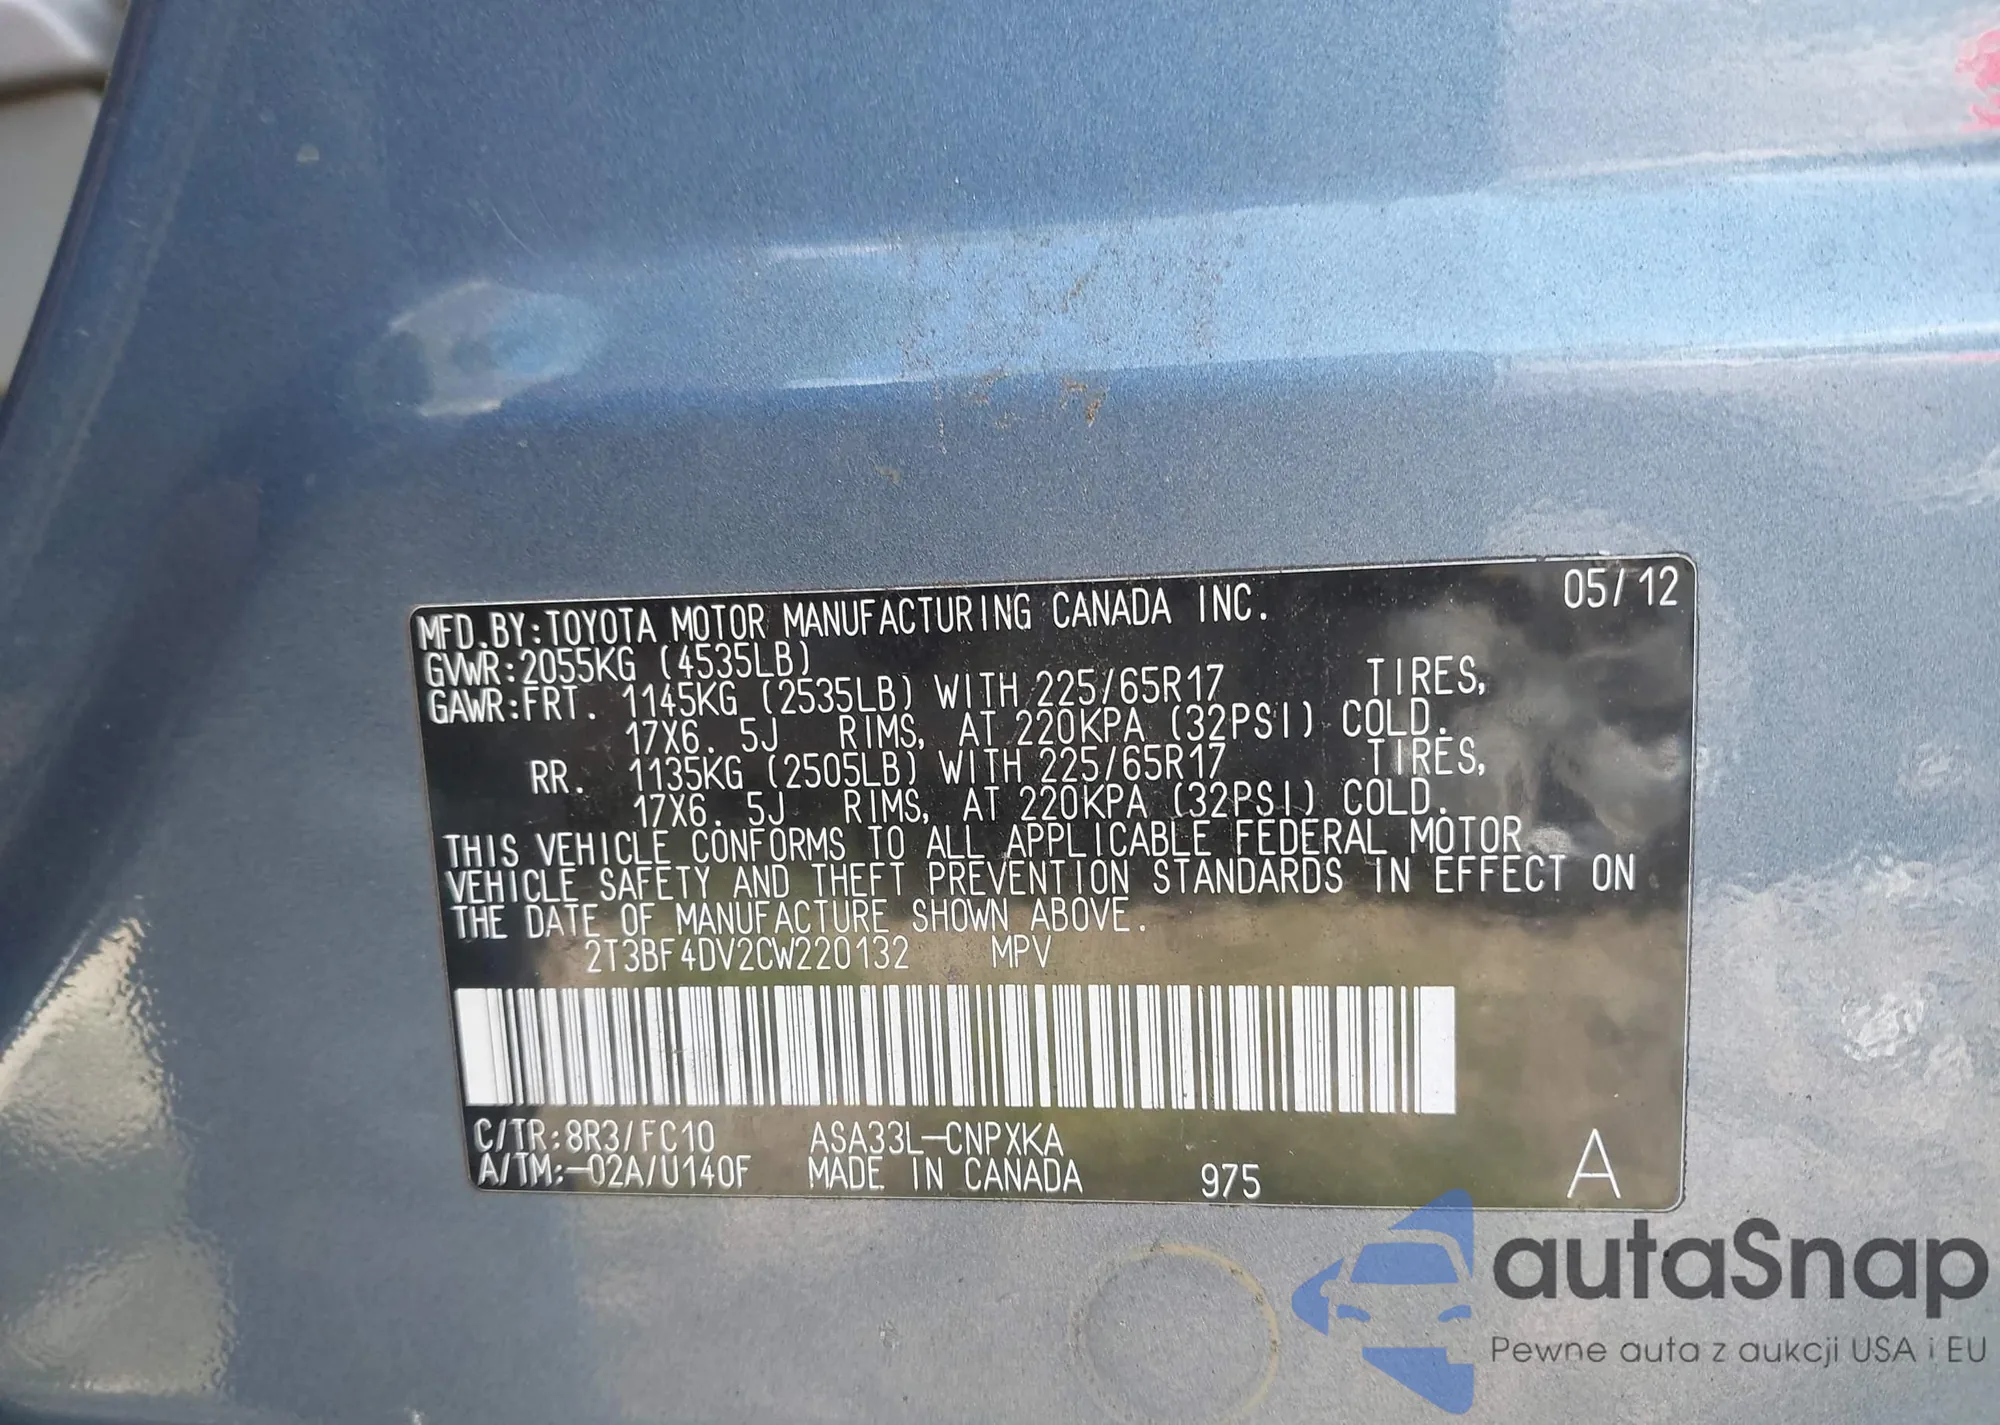 05/12
MFD.BY:TOYOTA MOTOR MANUFACTURING CANADA INC.
GVWR:2055KG (4535LB)
GAWR:FRT. 1145KG (2535LB) WITH 225/65R17 TIRES,
17X6.5J RIMS, AT 220KPA (32PSI) COLD.
RR. 1135KG (2505LB) WITH 225/65R17 TIRES,
17X6.5J RIMS, AT 220KPA (32PSI) COLD.
THIS VEHICLE CONFORMS TO ALL APPLICABLE FEDERAL MOTOR
VEHICLE SAFETY AND THEFT PREVENTION STANDARDS IN EFFECT ON
THE DATE OF MANUFACTURE SHOWN ABOVE.
2T3BF4DV2CW220132 MPV
C/TR:8R3/FC10 ASA33L-CNPXKA
A/TM:-02A/U140F MADE IN CANADA 975 A
autaSnap
Pewne auta z aukcji USA i EU